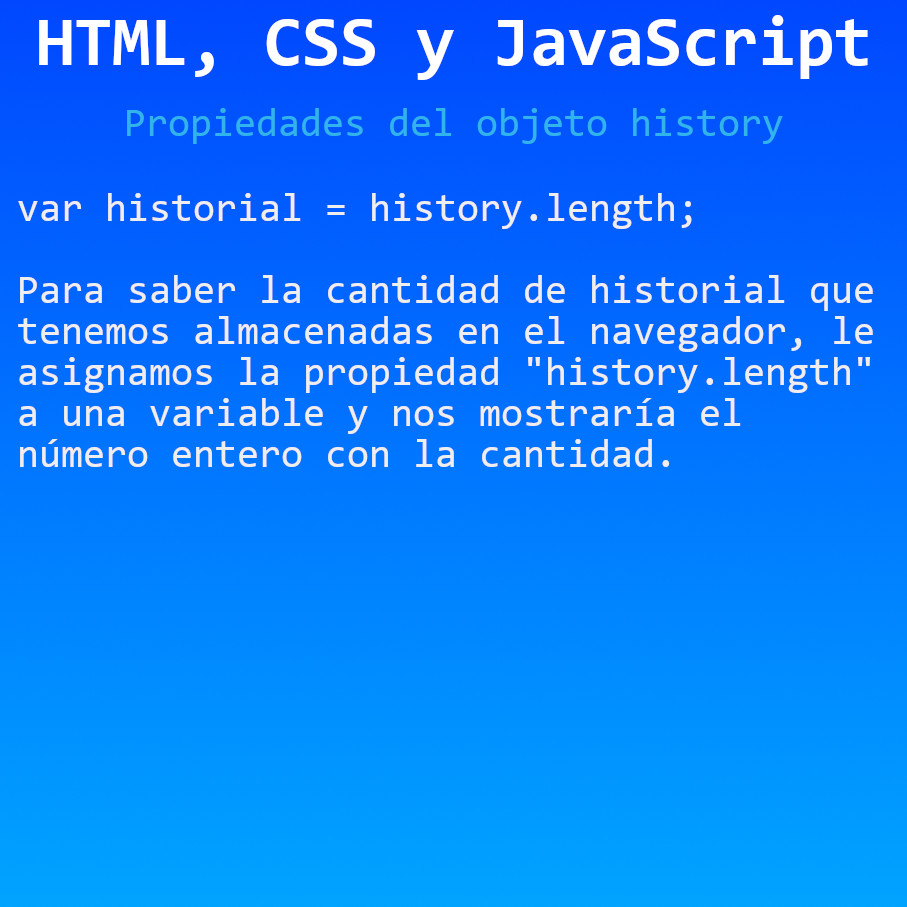 HTML, CSS y JavaScript
Propiedades del objeto history
var historial = history.length;
Para saber la cantidad de historial que
tenemos almacenadas en el navegador, le
asignamos la propiedad "history.length"
a una variable y nos mostraría el
número entero con la cantidad.